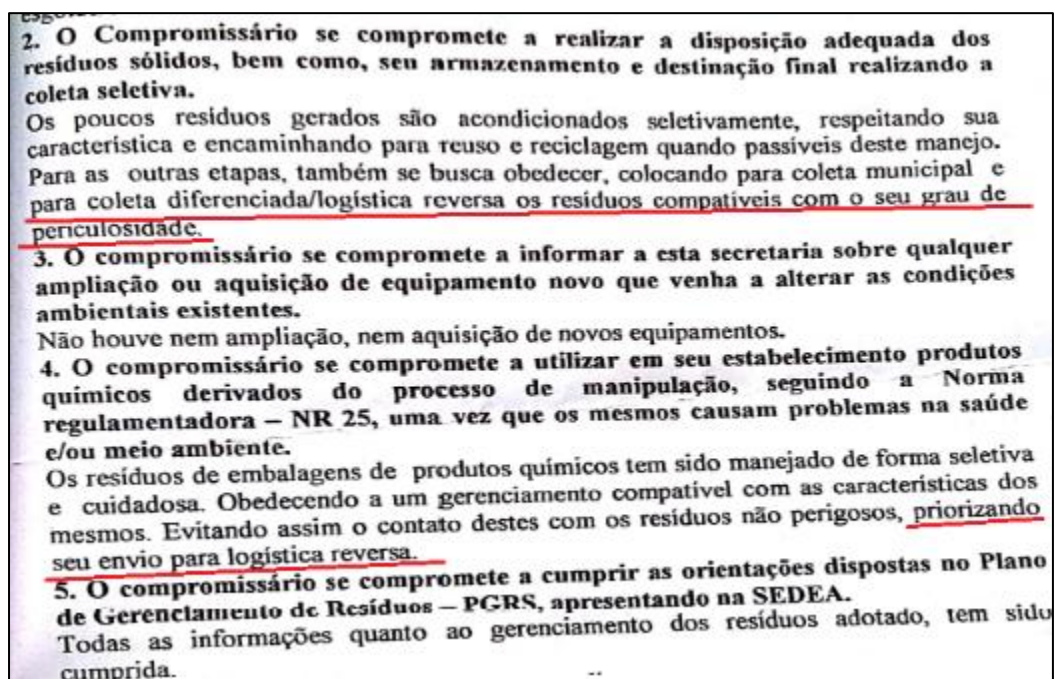 2. O Compromissário se compromete a realizar a disposição adequada dos
resíduos sólidos, bem como, seu armazenamento e destinação final realizando a
coleta seletiva.
Os poucos resíduos gerados são acondicionados seletivamente, respeitando sua
característica e encaminhando para reuso e reciclagem quando passíveis deste manejo.
Para as outras etapas, também se busca obedecer, colocando para coleta municipal e
para coleta diferenciada/logística reversa os resíduos compatíveis com o seu grau de
periculosidade.
3. O compromissário se compromete a informar a esta secretaria sobre qualquer
ampliação ou aquisição de equipamento novo que venha a alterar as condições
ambientais existentes.
Não houve nem ampliação, nem aquisição de novos equipamentos.
4. O compromissário se compromete a utilizar em seu estabelecimento produtos
químicos derivados do processo de manipulação, seguindo a Norma
regulamentadora – NR 25, uma vez que os mesmos causam problemas na saúde
e/ou meio ambiente.
Os resíduos de embalagens de produtos químicos tem sido manejado de forma seletiva
e cuidadosa. Obedecendo a um gerenciamento compatível com as características dos
mesmos. Evitando assim o contato destes com os resíduos não perigosos, priorizando
seu envio para logística reversa.
5. O compromissário se compromete a cumprir as orientações dispostas no Plano
de Gerenciamento de Resíduos – PGRS, apresentando na SEDEA.
Todas as informações quanto ao gerenciamento dos resíduos adotado, tem sido
cumprida.